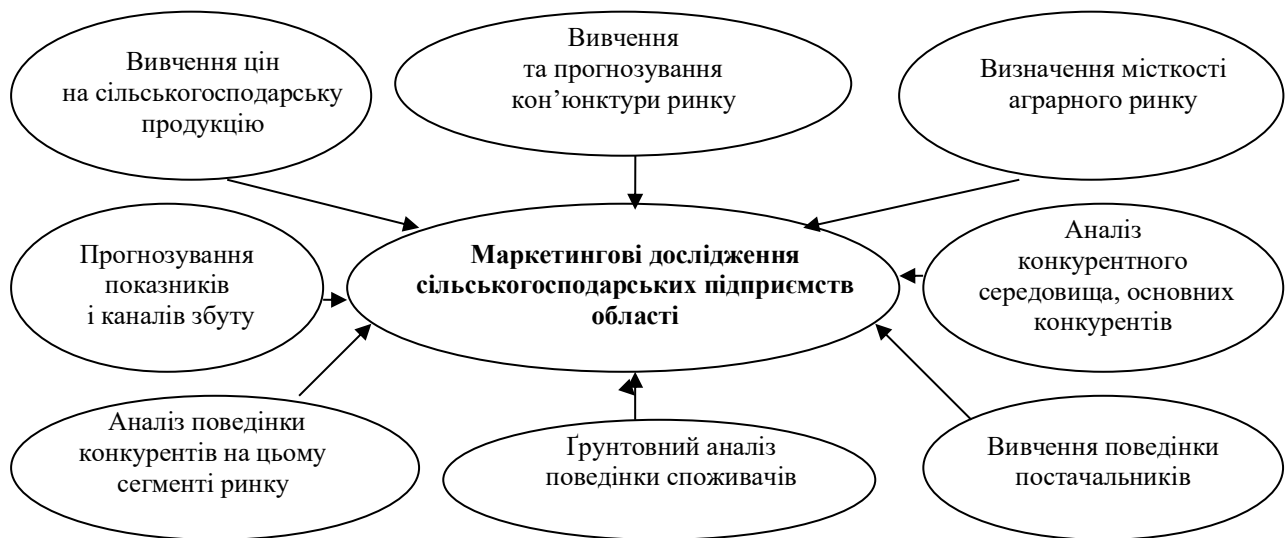 Вивчення цін
на сільськогосподарську
продукцію
Вивчення
та прогнозування
кон’юнктури ринку
Визначення місткості
аграрного ринку
Прогнозування
показників
і каналів збуту
Маркетингові дослідження
сільськогосподарських підприємств
області
Аналіз
конкурентного
середовища, основних
конкурентів
Аналіз поведінки
конкурентів на цьому
сегменті ринку
Ґрунтовний аналіз
поведінки споживачів
Вивчення поведінки
постачальників